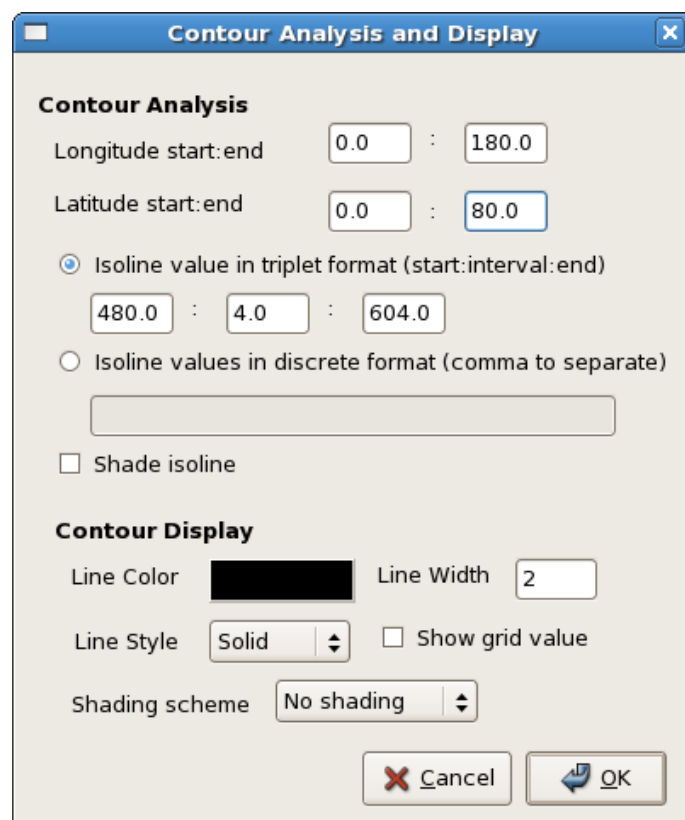 Contour Analysis and Display
Contour Analysis
Longitude start:end 0.0 : 180.0
Latitude start:end 0.0 : 80.0
Isoline value in triplet format (start:interval:end)
480.0 : 4.0 : 604.0
Isoline values in discrete format (comma to separate)
Shade isoline
Contour Display
Line Color Line Width 2
Line Style Solid Show grid value
Shading scheme No shading
Cancel OK